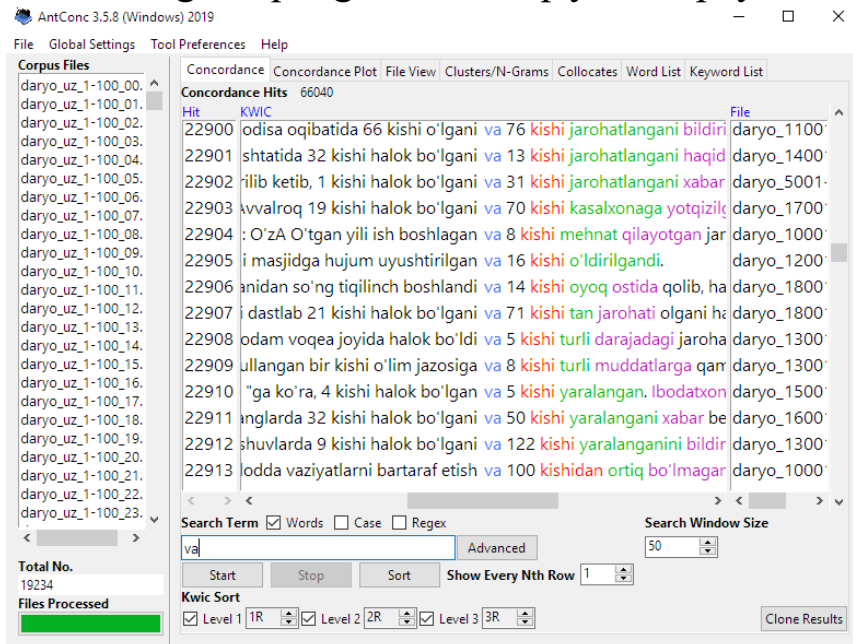 AntConc 3.5.8 (Windows) 2019
File Global Settings Tool Preferences Help
Corpus Files
daryo_uz_1-100_00.
daryo_uz_1-100_01.
daryo_uz_1-100_02.
daryo_uz_1-100_03.
daryo_uz_1-100_04.
daryo_uz_1-100_05.
daryo_uz_1-100_06.
daryo_uz_1-100_07.
daryo_uz_1-100_08.
daryo_uz_1-100_09.
daryo_uz_1-100_10.
daryo_uz_1-100_11.
daryo_uz_1-100_12.
daryo_uz_1-100_13.
daryo_uz_1-100_14.
daryo_uz_1-100_15.
daryo_uz_1-100_16.
daryo_uz_1-100_17.
daryo_uz_1-100_18.
daryo_uz_1-100_19.
daryo_uz_1-100_20.
daryo_uz_1-100_21.
daryo_uz_1-100_22.
daryo_uz_1-100_23.
Total No.
19234
Files Processed
Concordance Concordance Plot File View Clusters/N-Grams Collocates Word List Keyword List
Concordance Hits 66040
Hit KWIC File
22900 odisa oqibatida 66 kishi o'lgani va 76 kishi jarohatlangani bildiri daryo_1100
22901 shtatida 32 kishi halok bo'lgani va 13 kishi jarohatlangani haqid daryo_1400
22902 rilib ketib, 1 kishi halok bo'lgani va 31 kishi jarohatlangani xabar daryo_5001-
22903 Avvalroq 19 kishi halok bo'lgani va 70 kishi kasalxonaga yotqizilg daryo_1700
22904 : O'zA O'tgan yili ish boshlagan va 8 kishi mehnat qilayotgan jar daryo_1000
22905 i masjidga hujum uyushtirilgan va 16 kishi o'ldirilgandi. daryo_1200
22906 anidan so'ng tiqilinch boshlandi va 14 kishi oyoq ostida qolib, ha daryo_1800
22907 i dastlab 21 kishi halok bo'lgani va 71 kishi tan jarohati olgani ha daryo_1800
22908 odam voqea joyida halok bo'ldi va 5 kishi turli darajadagi jaroha daryo_1300
22909 ullangan bir kishi o'lim jazosiga va 8 kishi turli muddatlarga qam daryo_1300
22910 "ga ko'ra, 4 kishi halok bo'lgan va 5 kishi yaralangan. Ibodatxon daryo_1500
22911 anglarda 32 kishi halok bo'lgani va 50 kishi yaralangani xabar be daryo_1600
22912 shuvlarda 9 kishi halok bo'lgani va 122 kishi yaralanganini bildir daryo_1300
22913 lodda vaziyatlarni bartaraf etish va 100 kishidan ortiq bo'lmagan daryo_1000
Search Term Words Case Regex Search Window Size
va Advanced 50
Start Stop Sort Show Every Nth Row 1
Kwic Sort
Level 1 1R Level 2 2R Level 3 3R Clone Results